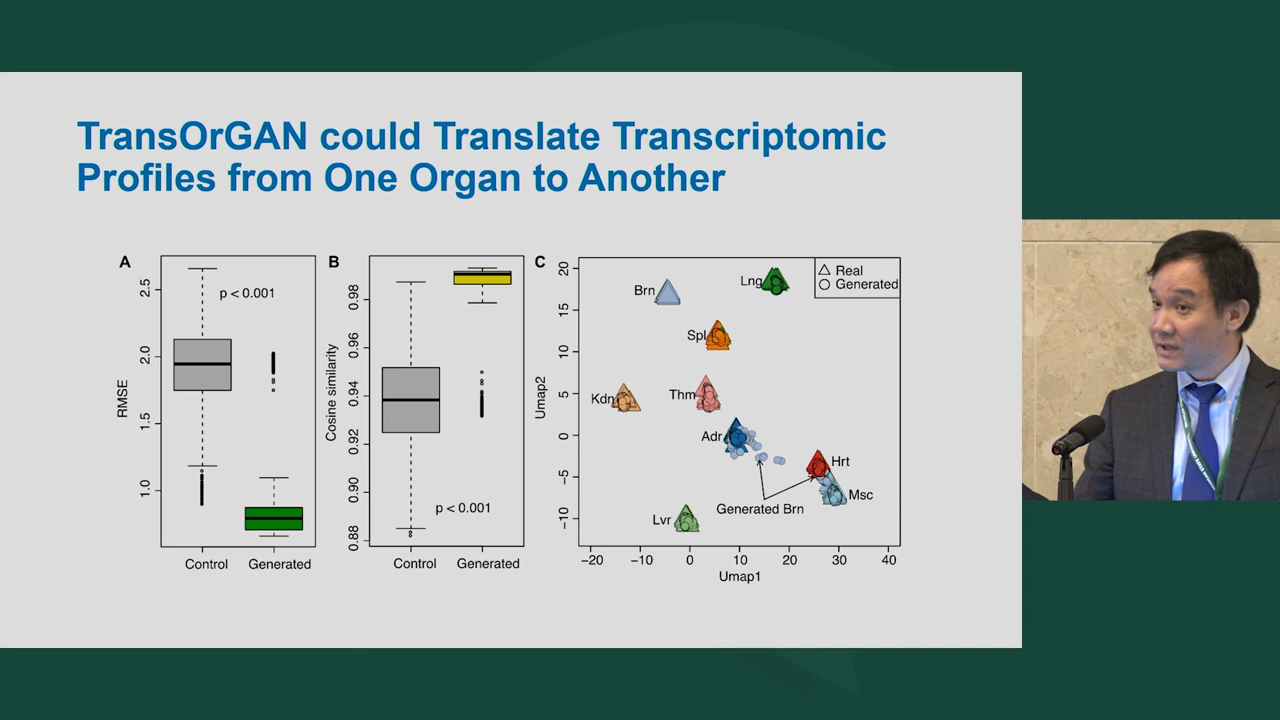 TransOrGAN could Translate Transcriptomic
Profiles from One Organ to Another
A
RMSE
2.5
2.0
1.5
1.0
p < 0.001
Control
Generated
B
Cosine similarity
0.98
0.96
0.94
0.92
0.90
0.88
p < 0.001
Control
Generated
C
Umap2
20
15
10
5
0
−5
−10
Real
Generated
Brn
Lng
Spl
Kdn
Thm
Adr
Hrt
Msc
Generated Brn
Lvr
−20 −10 0 10 20 30 40
Umap1